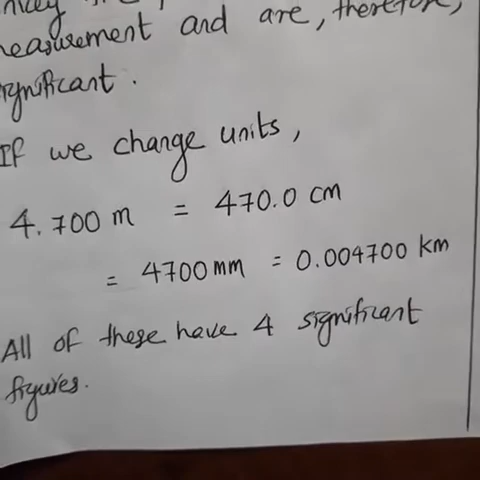 measurement and are, therefore,
significant.
If we change units,
4.700 m = 470.0 cm
= 4700 mm = 0.004700 km
All of these have 4 significant
figures.